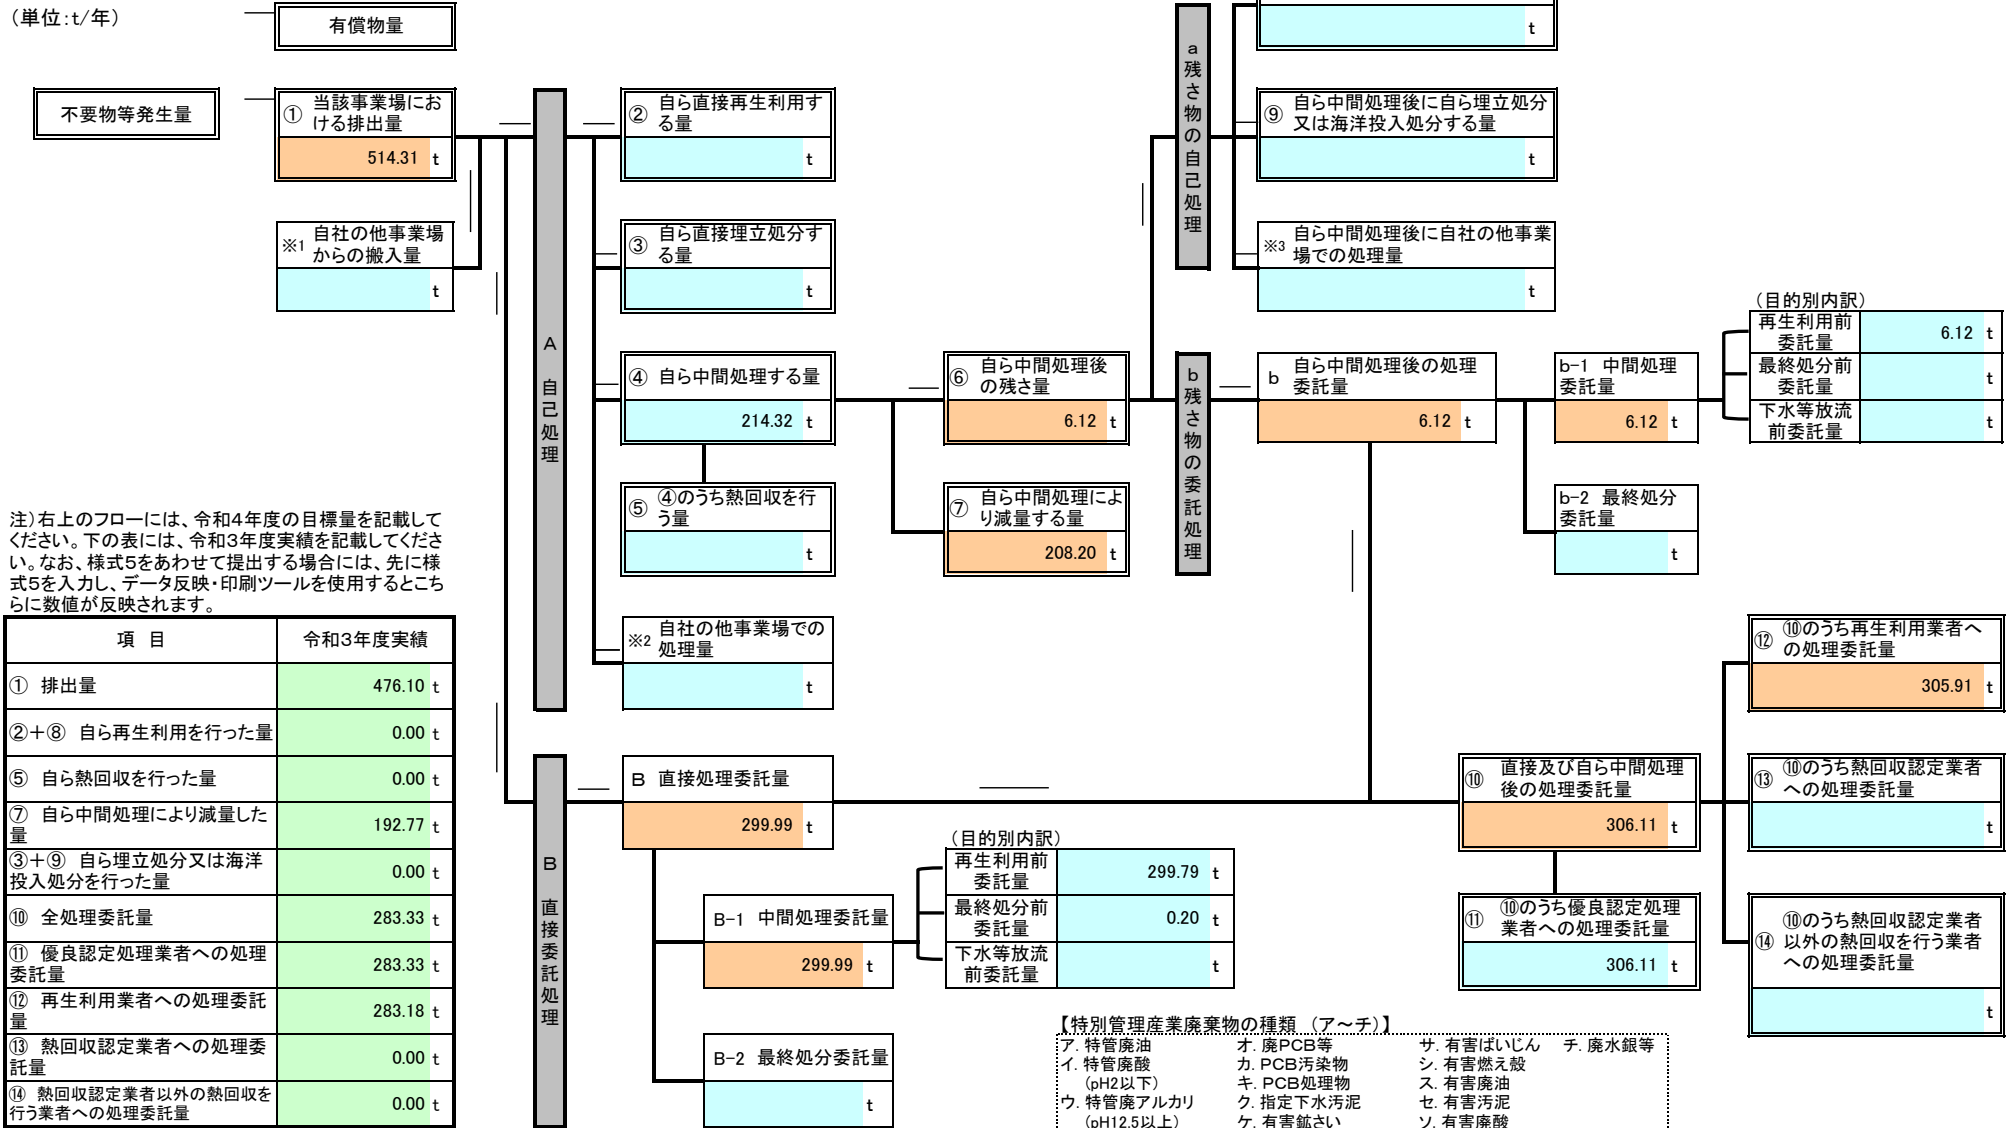 （単位:t/年）
有償物量
t
不要物等発生量
① 当該事業場にお
ける排出量
514.31 t
※1 自社の他事業場
からの搬入量
t
A 自己処理
② 自ら直接再生利用す
る量
t
③ 自ら直接埋立処分す
る量
t
④ 自ら中間処理する量
214.32 t
⑤ ④のうち熱回収を行
う量
t
※2 自社の他事業場での
処理量
t
⑥ 自ら中間処理後
の残さ量
6.12 t
⑦ 自ら中間処理によ
り減量する量
208.20 t
a 残さ物の自己処理
⑨ 自ら中間処理後に自ら埋立処分
又は海洋投入処分する量
t
※3 自ら中間処理後に自社の他事業
場での処理量
t
b 残さ物の委託処理
b 自ら中間処理後の処理
委託量
6.12 t
b-1 中間処理
委託量
6.12 t
b-2 最終処分
委託量
t
（目的別内訳）
再生利用前
委託量
6.12 t
最終処分前
委託量
t
下水等放流
前委託量
t
注）右上のフローには、令和4年度の目標量を記載して
ください。下の表には、令和3年度実績を記載してくださ
い。なお、様式5をあわせて提出する場合には、先に様
式5を入力し、データ反映・印刷ツールを使用するとこち
らに数値が反映されます。
項 目 令和3年度実績
① 排出量 476.10 t
②＋⑧ 自ら再生利用を行った量 0.00 t
⑤ 自ら熱回収を行った量 0.00 t
⑦ 自ら中間処理により減量した
量 192.77 t
③＋⑨ 自ら埋立処分又は海洋
投入処分を行った量 0.00 t
⑩ 全処理委託量 283.33 t
⑪ 優良認定処理業者への処理
委託量 283.33 t
⑫ 再生利用業者への処理委託
量 283.18 t
⑬ 熱回収認定業者への処理委
託量 0.00 t
⑭ 熱回収認定業者以外の熱回収を
行う業者への処理委託量 0.00 t
B 直接委託処理
B 直接処理委託量
299.99 t
B-1 中間処理委託量
299.99 t
B-2 最終処分委託量
t
（目的別内訳）
再生利用前
委託量
299.79 t
最終処分前
委託量
0.20 t
下水等放流
前委託量
t
⑩ 直接及び自ら中間処理
後の処理委託量
306.11 t
⑪ ⑩のうち優良認定処理
業者への処理委託量
306.11 t
⑫ ⑩のうち再生利用業者へ
の処理委託量
305.91 t
⑬ ⑩のうち熱回収認定業者
への処理委託量
t
⑭ ⑩のうち熱回収認定業者
以外の熱回収を行う業者
への処理委託量
t
【特別管理産業廃棄物の種類 （ア～チ）】
ア. 特管廃油 オ. 廃PCB等 サ. 有害ばいじん チ. 廃水銀等
イ. 特管廃酸 カ. PCB汚染物 シ. 有害燃え殻
（pH2以下） キ. PCB処理物 ス. 有害廃油
ウ. 特管廃アルカリ ク. 指定下水汚泥 セ. 有害汚泥
（pH12.5以上） ケ. 有害鉱さい ソ. 有害廃酸